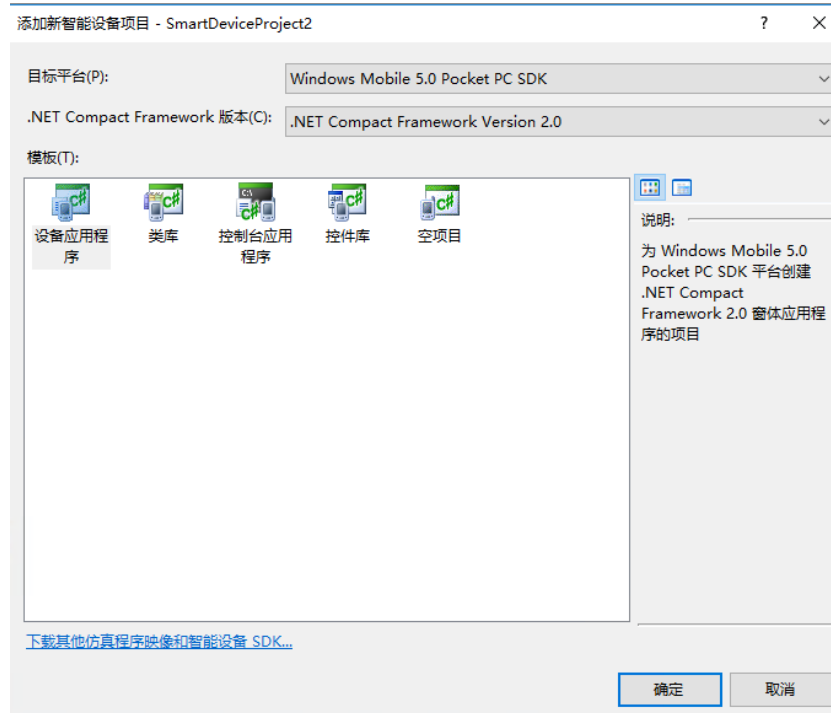 添加新智能设备项目 - SmartDeviceProject2
目标平台(P):
Windows Mobile 5.0 Pocket PC SDK
.NET Compact Framework 版本(C):
.NET Compact Framework Version 2.0
模板(T):
设备应用程
序
类库
控制台应用
程序
控件库
空项目
说明:
为 Windows Mobile 5.0
Pocket PC SDK 平台创建
.NET Compact
Framework 2.0 窗体应用程
序的项目
下载其他仿真程序映像和智能设备 SDK...
确定
取消